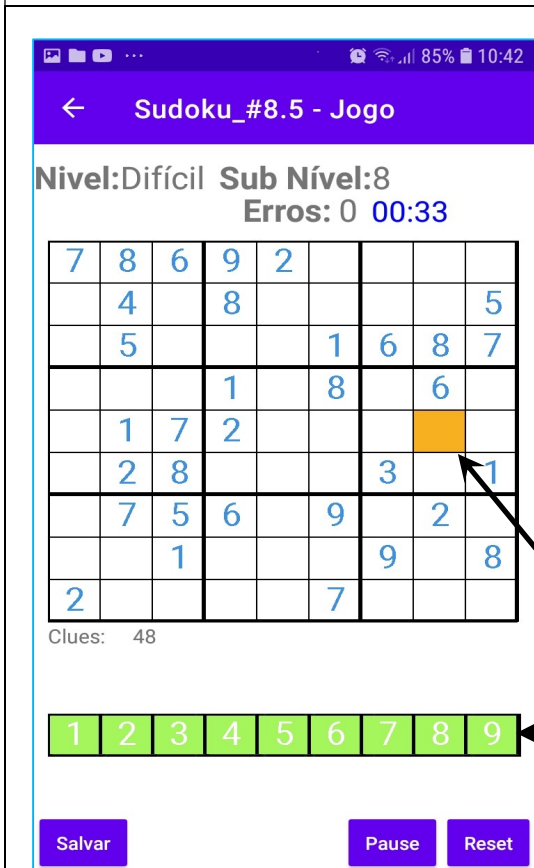 85% 10:42
Sudoku_#8.5 - Jogo
Nivel:Difícil Sub Nível:8
Erros: 0 00:33
7 8 6 9 2
4 8 5
5 1 6 8 7
1 8 6
1 7 2
2 8 3 1
7 5 6 9 2
1 9 8
2 7
Clues: 48
1 2 3 4 5 6 7 8 9
Salvar Pause Reset